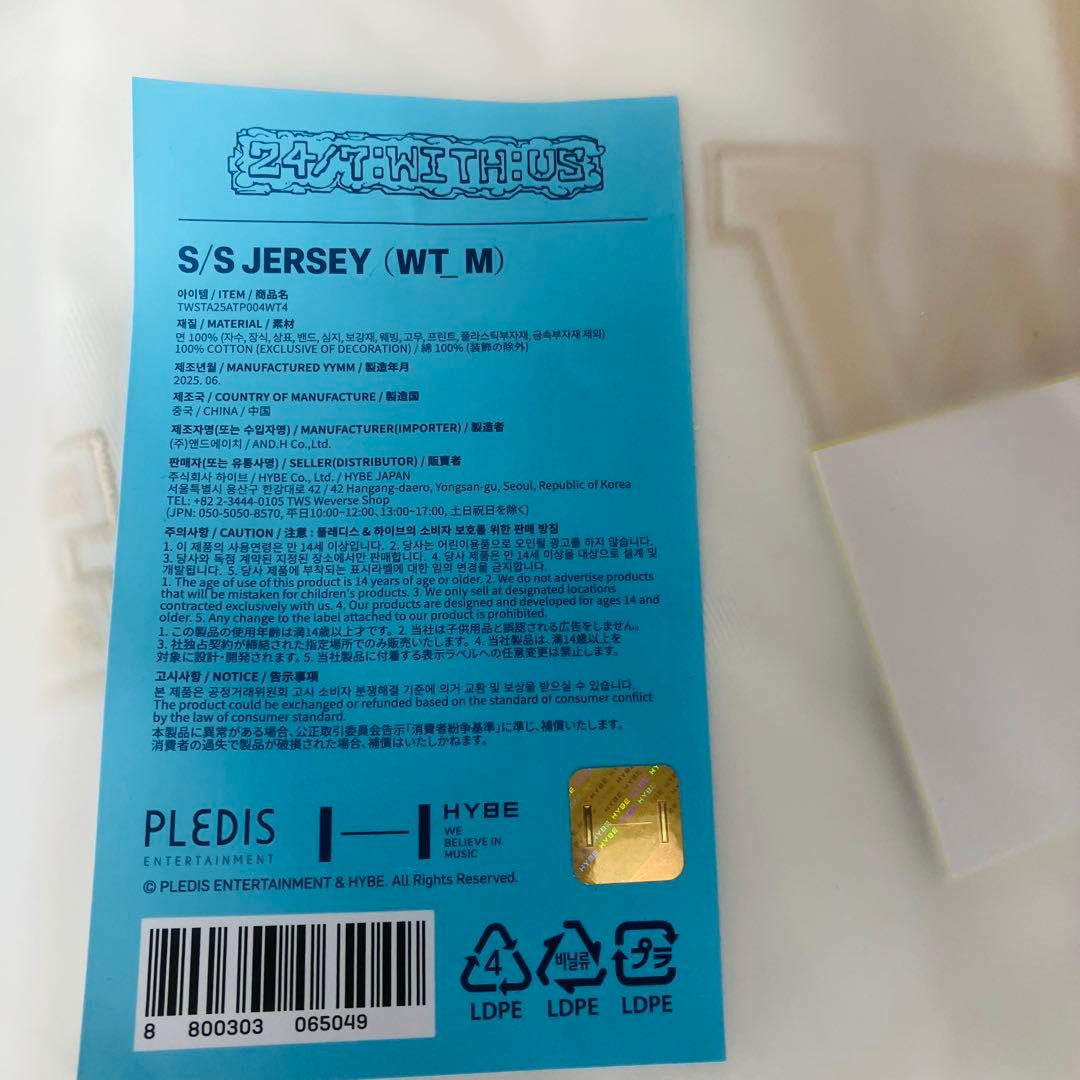 24/7:WITH:US
S/S JERSEY (WT_M)
아이템 / ITEM / 商品名
TWSTA25ATP004WT4
재질 / MATERIAL / 素材
면 100% (자수, 장식, 상표, 밴드, 심지, 보강재, 웨빙, 고무, 프린트, 플라스틱부자재, 금속부자재 제외)
100% COTTON (EXCLUSIVE OF DECORATION) / 綿 100% (装飾の除外)
제조년월 / MANUFACTURED YYMM / 製造年月
2025. 06.
제조국 / COUNTRY OF MANUFACTURE / 製造国
중국 / CHINA / 中国
제조자명(또는 수입자명) / MANUFACTURER(IMPORTER) / 製造者
(주)앤드에이치 / AND.H Co.,Ltd.
판매자(또는 유통사명) / SELLER(DISTRIBUTOR) / 販賣者
주식회사 하이브 / HYBE Co., Ltd. / HYBE JAPAN
서울특별시 용산구 한강대로 42 / 42 Hangang-daero, Yongsan-gu, Seoul, Republic of Korea
TEL: +82 2-3444-0105 TWS Weverse Shop
(JPN: 050-5050-8570, 平日10:00~12:00、13:00~17:00, 土日祝日を除く)
주의사항 / CAUTION / 注意 : 플레디스 & 하이브의 소비자 보호를 위한 판매 방침
1. 이 제품의 사용연령은 만 14세 이상입니다. 2. 당사는 어린이용품으로 오인될 광고를 하지 않습니다.
3. 당사와 독점 계약된 지정된 장소에서만 판매합니다. 4. 당사 제품은 만 14세 이상을 대상으로 설계 및
개발됩니다. 5. 당사 제품에 부착되는 표시라벨에 대한 임의 변경을 금지합니다.
1. The age of use of this product is 14 years of age or older. 2. We do not advertise products
that will be mistaken for children's products. 3. We only sell at designated locations
contracted exclusively with us. 4. Our products are designed and developed for ages 14 and
older. 5. Any change to the label attached to our product is prohibited.
1. この製品の使用年齢は満14歳以上才です。2. 当社は子供用品と誤認される広告をしません。
3. 社独占契約が締結された指定場所でのみ販売いたします。4. 当社製品は、満14歳以上を
対象に設計・開発されます。5. 当社製品に付着する表示ラベルへの任意変更は禁止します。
고시사항 / NOTICE / 告示事項
본 제품은 공정거래위원회 고시 소비자 분쟁해결 기준에 의거 교환 및 보상을 받으실 수 있습니다.
The product could be exchanged or refunded based on the standard of consumer conflict
by the law of consumer standard.
本製品に異常がある場合、公正取引委員会告示「消費者紛争基準」に準じ、補償いたします。
消費者の過失で製品が破損された場合、補償はいたしかねます。
PLEDIS
ENTERTAINMENT
HYBE
WE
BELIEVE IN
MUSIC
© PLEDIS ENTERTAINMENT & HYBE. All Rights Reserved.
HYBE HYBE HYBE
8 800303 065049
4 비닐류 プラ
LDPE LDPE LDPE